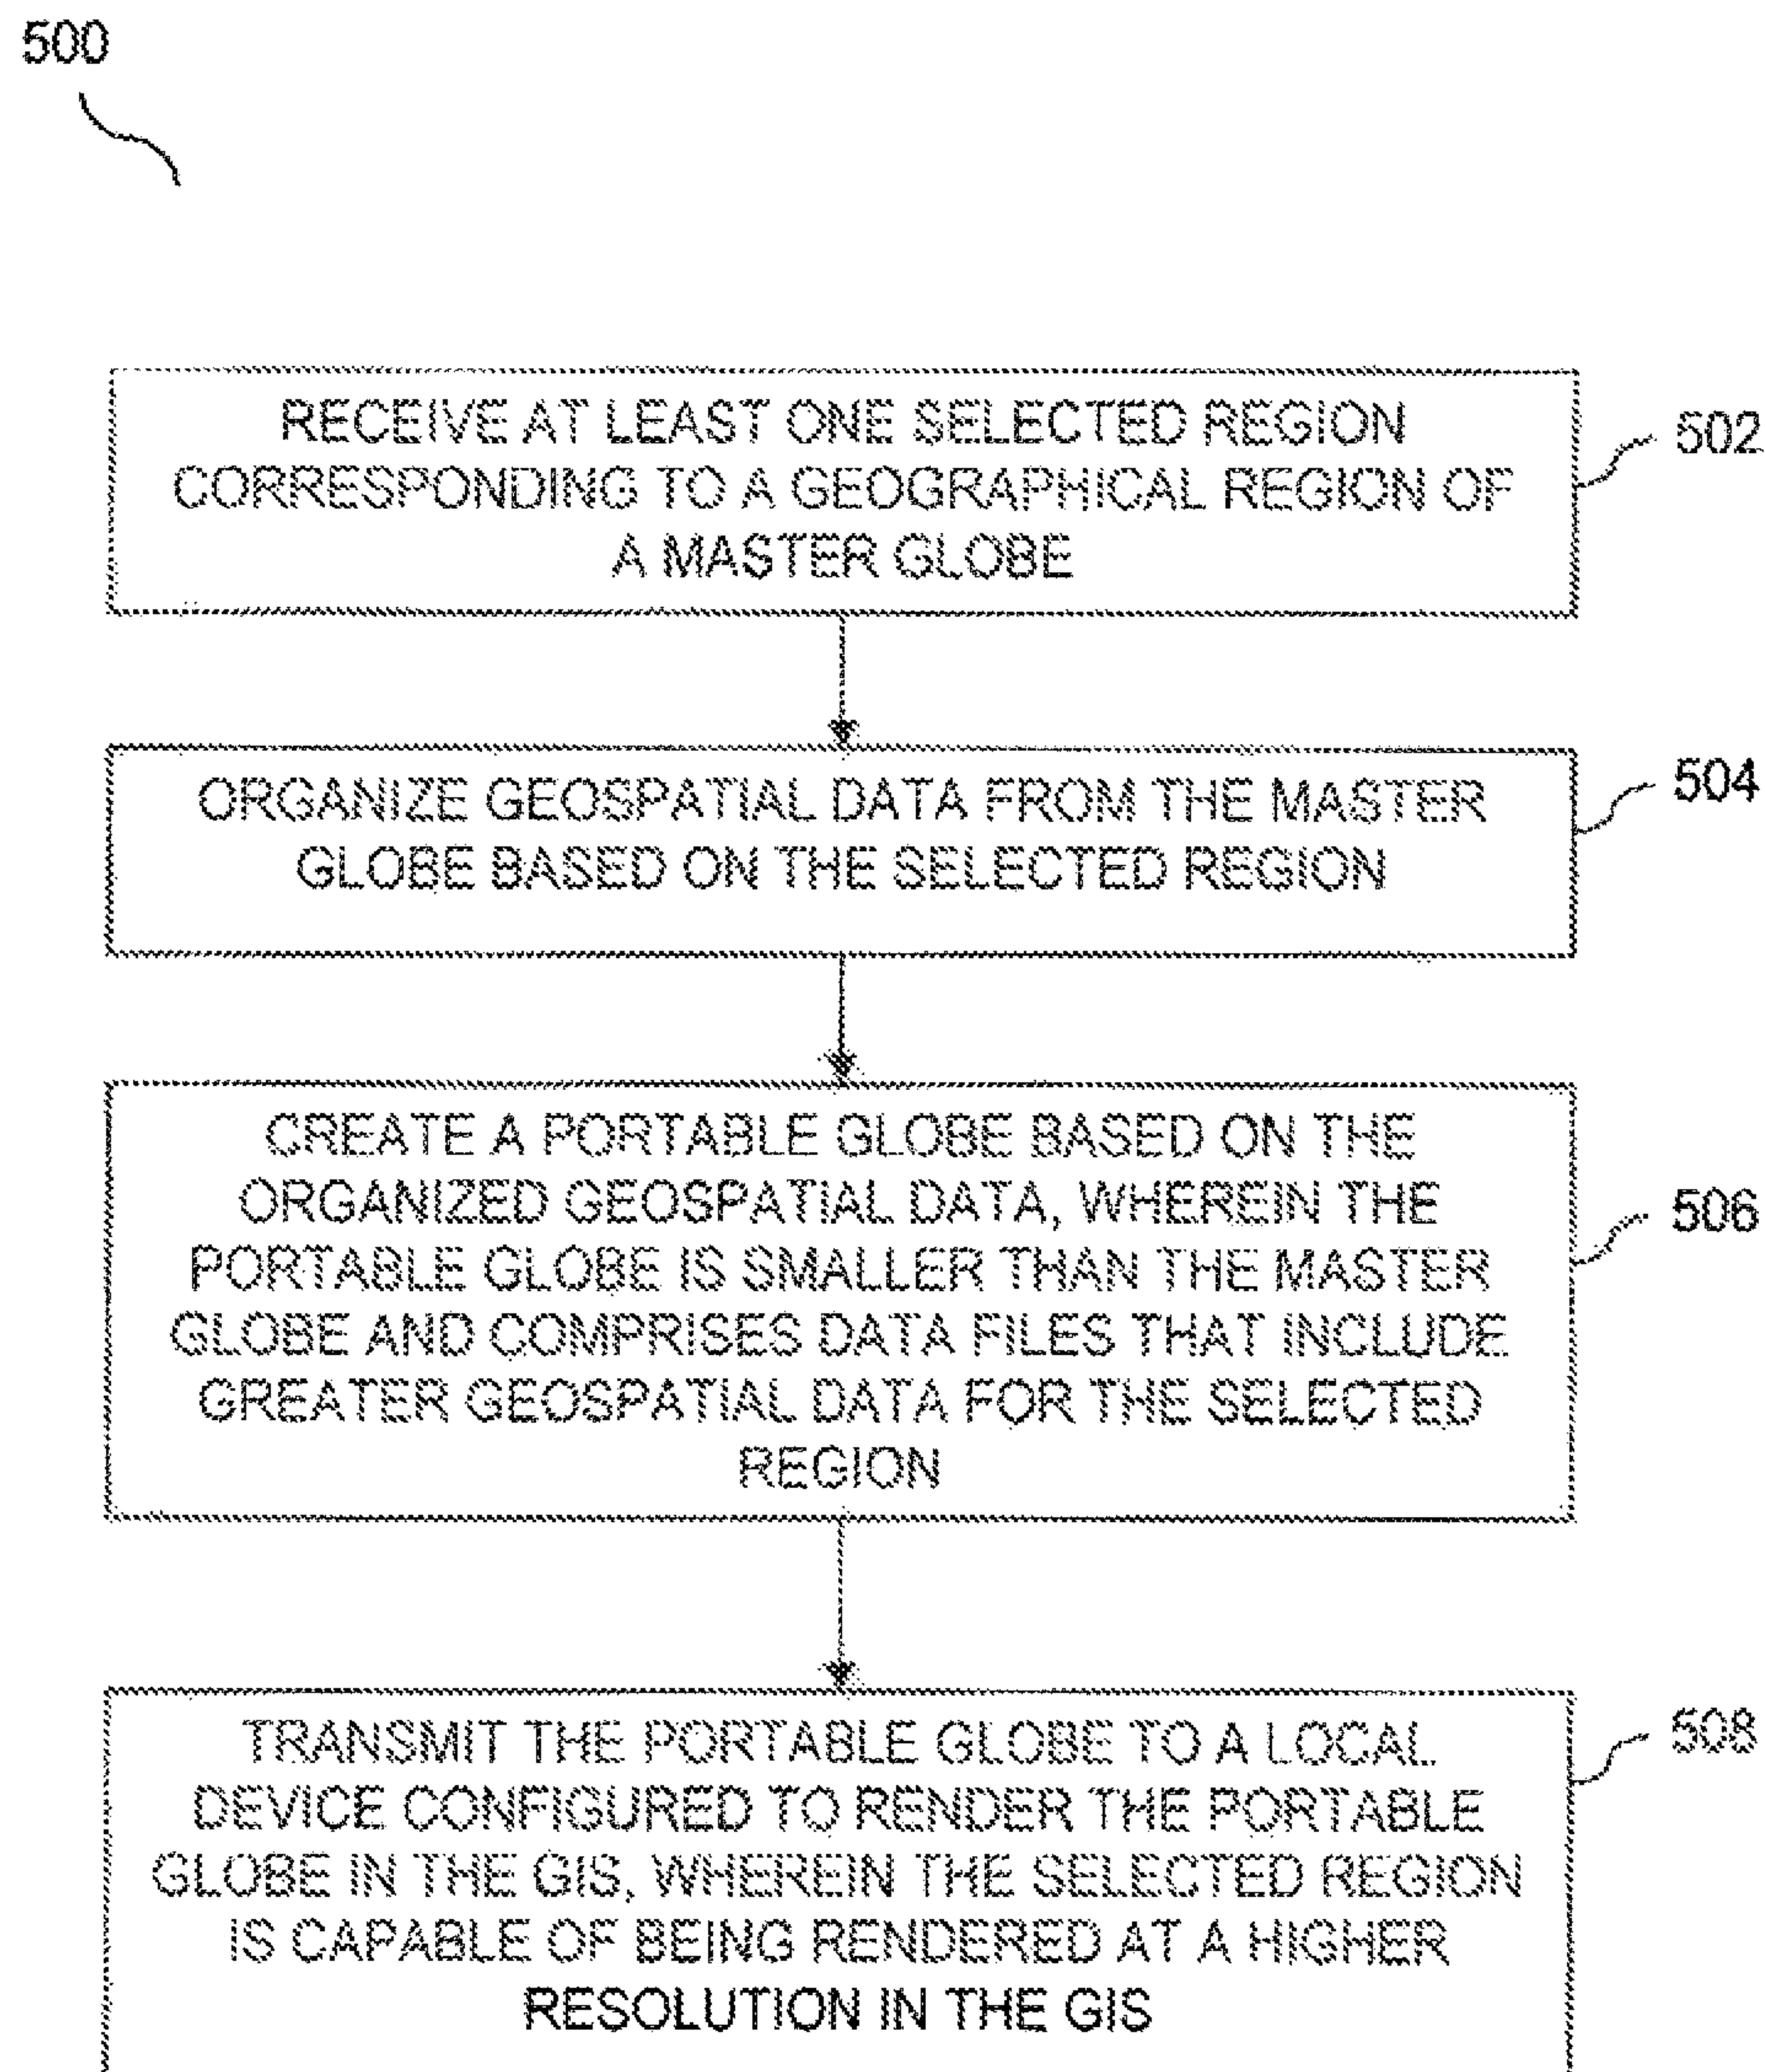 500
RECEIVE AT LEAST ONE SELECTED REGION
CORRESPONDING TO A GEOGRAPHICAL REGION OF
A MASTER GLOBE
502
ORGANIZE GEOSPATIAL DATA FROM THE MASTER
GLOBE BASED ON THE SELECTED REGION
504
CREATE A PORTABLE GLOBE BASED ON THE
ORGANIZED GEOSPATIAL DATA, WHEREIN THE
PORTABLE GLOBE IS SMALLER THAN THE MASTER
GLOBE AND COMPRISES DATA FILES THAT INCLUDE
GREATER GEOSPATIAL DATA FOR THE SELECTED
REGION
506
TRANSMIT THE PORTABLE GLOBE TO A LOCAL
DEVICE CONFIGURED TO RENDER THE PORTABLE
GLOBE IN THE GIS, WHEREIN THE SELECTED REGION
IS CAPABLE OF BEING RENDERED AT A HIGHER
RESOLUTION IN THE GIS
508